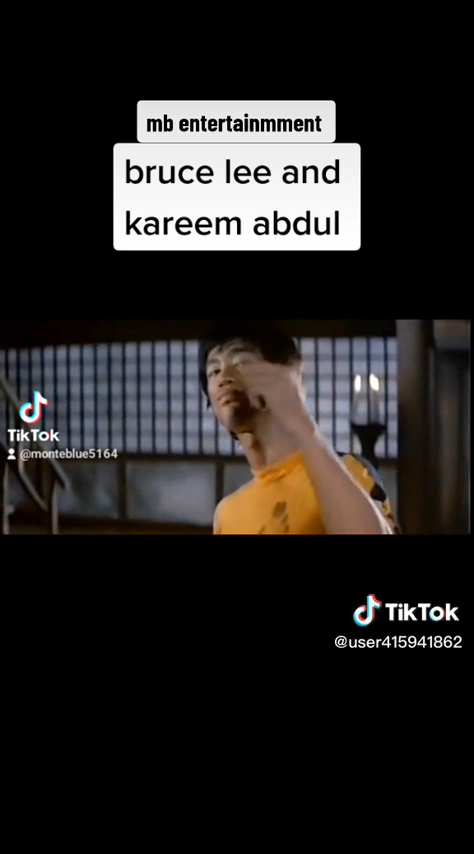 mb entertainmment
bruce lee and
kareem abdul
TikTok
@monteblue5164
TikTok
@user415941862